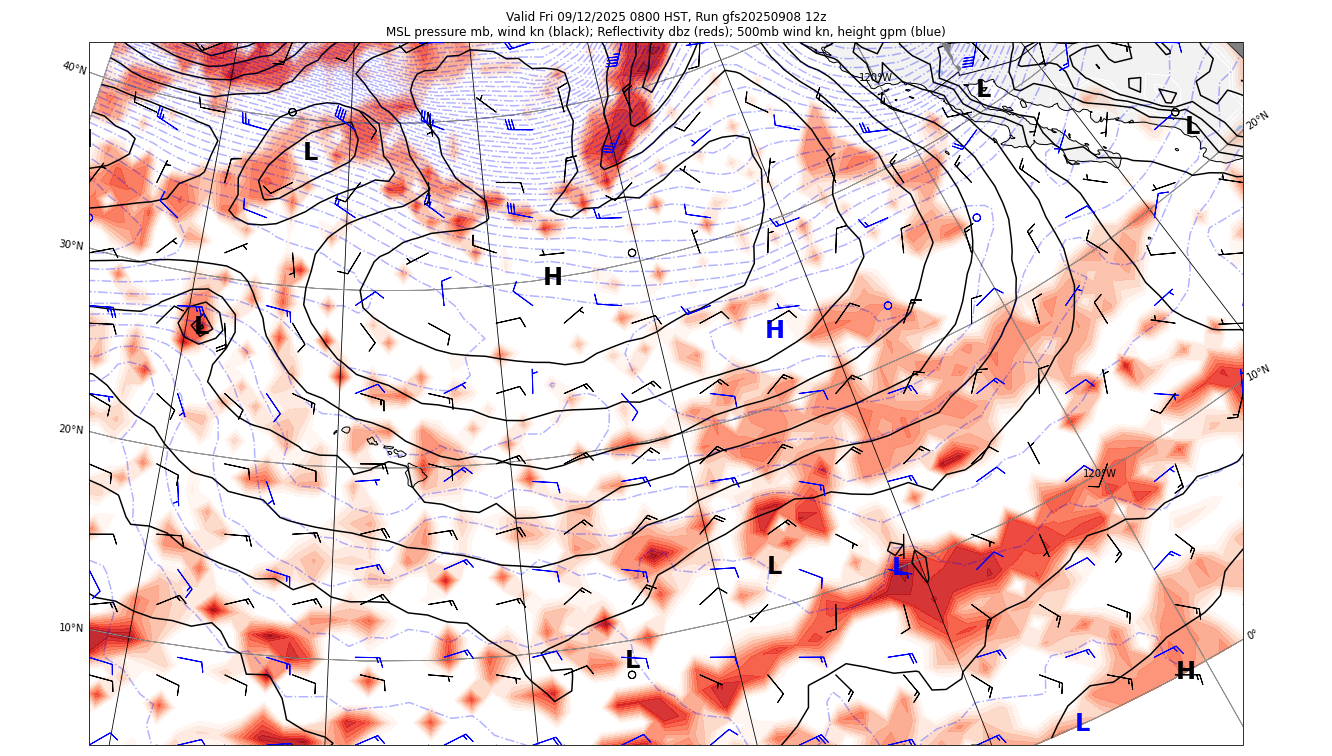 Valid Fri 09/12/2025 0800 HST, Run gfs20250908 12z
MSL pressure mb, wind kn (black); Reflectivity dbz (reds); 500mb wind kn, height gpm (blue)
40°N
120°W
L
20°N
L
L
30°N
H
L
H
10°N
20°N
120°W
L
L
10°N
0°
L
H
L